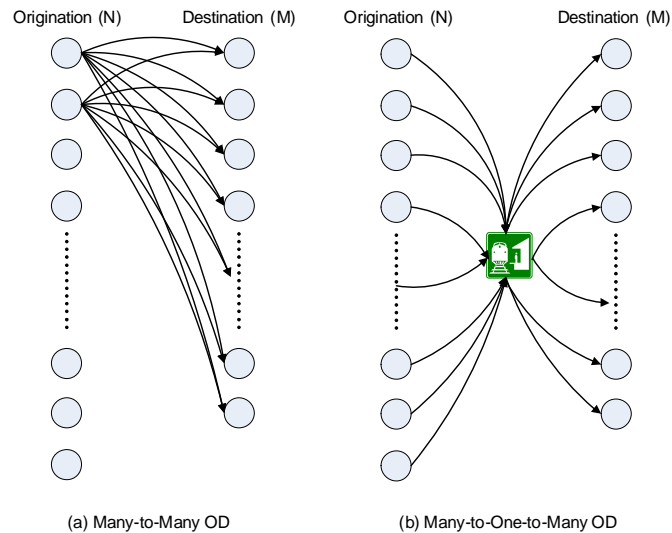 Origination (N)
Destination (M)
Origination (N)
Destination (M)
(a) Many-to-Many OD
(b) Many-to-One-to-Many OD